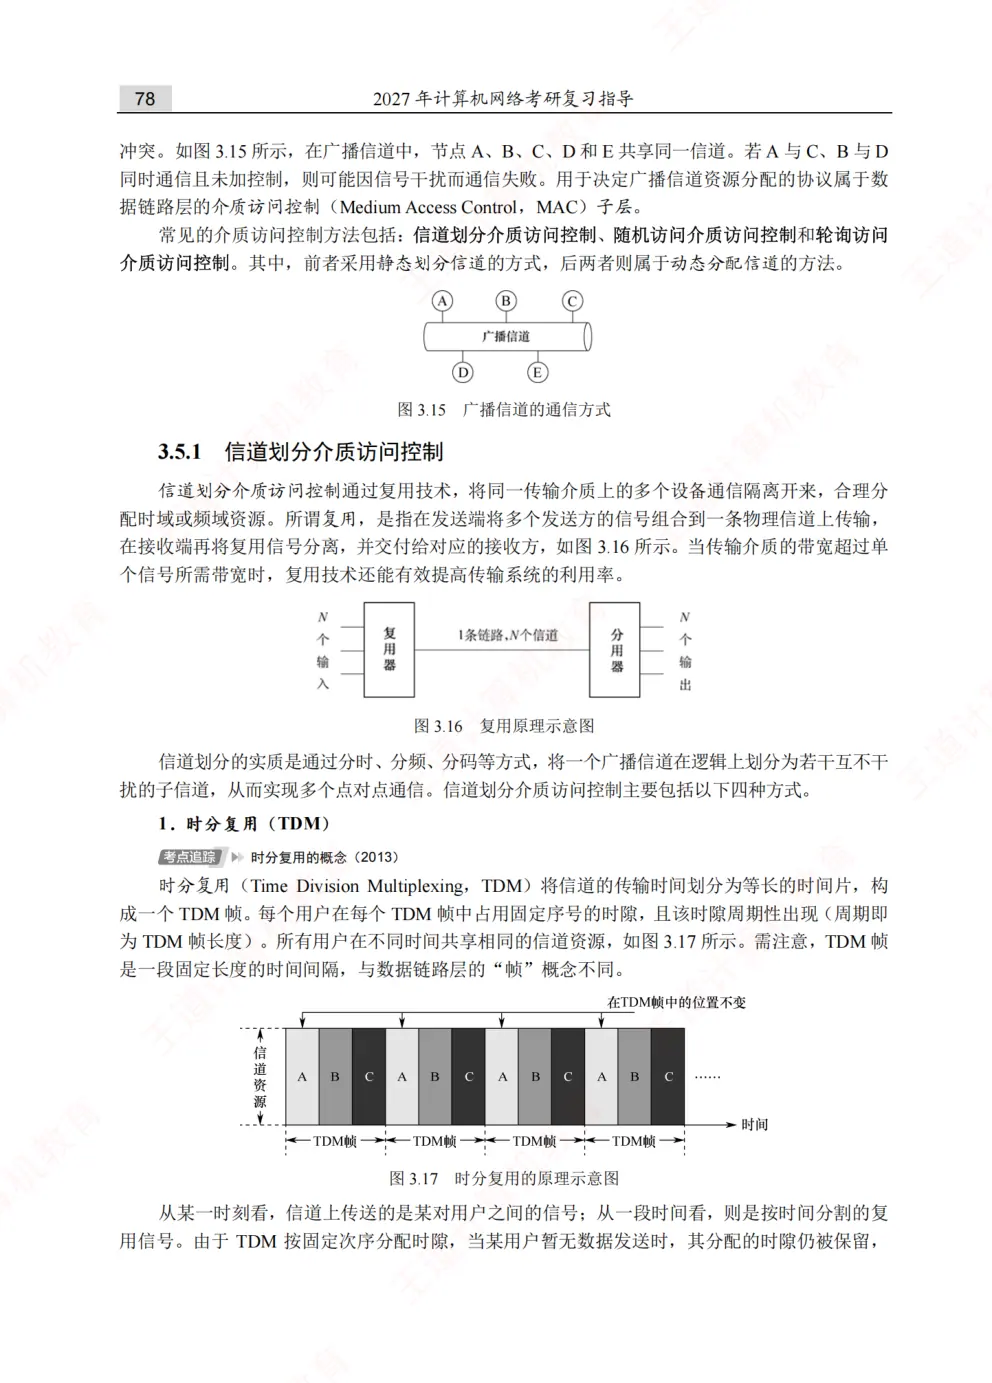 78
2027 年计算机网络考研复习指导
冲突。如图 3.15 所示，在广播信道中，节点 A、B、C、D 和 E 共享同一信道。若 A 与 C、B 与 D
同时通信且未加控制，则可能因信号干扰而通信失败。用于决定广播信道资源分配的协议属于数
据链路层的介质访问控制（Medium Access Control，MAC）子层。
常见的介质访问控制方法包括：信道划分介质访问控制、随机访问介质访问控制和轮询访问
介质访问控制。其中，前者采用静态划分信道的方式，后两者则属于动态分配信道的方法。
A B C
广播信道
D E
图 3.15 广播信道的通信方式
3.5.1 信道划分介质访问控制
信道划分介质访问控制通过复用技术，将同一传输介质上的多个设备通信隔离开来，合理分
配时域或频域资源。所谓复用，是指在发送端将多个发送方的信号组合到一条物理信道上传输，
在接收端再将复用信号分离，并交付给对应的接收方，如图 3.16 所示。当传输介质的带宽超过单
个信号所需带宽时，复用技术还能有效提高传输系统的利用率。
N个输入
复用器
1条链路,N个信道
分用器
N个输出
图 3.16 复用原理示意图
信道划分的实质是通过分时、分频、分码等方式，将一个广播信道在逻辑上划分为若干互不干
扰的子信道，从而实现多个点对点通信。信道划分介质访问控制主要包括以下四种方式。
1．时分复用（TDM）
考点追踪 时分复用的概念（2013）
时分复用（Time Division Multiplexing，TDM）将信道的传输时间划分为等长的时间片，构
成一个 TDM 帧。每个用户在每个 TDM 帧中占用固定序号的时隙，且该时隙周期性出现（周期即
为 TDM 帧长度）。所有用户在不同时间共享相同的信道资源，如图 3.17 所示。需注意，TDM 帧
是一段固定长度的时间间隔，与数据链路层的“帧”概念不同。
在TDM帧中的位置不变
信道资源
A B C A B C A B C A B C ……
时间
TDM帧 TDM帧 TDM帧 TDM帧
图 3.17 时分复用的原理示意图
从某一时刻看，信道上传送的是某对用户之间的信号；从一段时间看，则是按时间分割的复
用信号。由于 TDM 按固定次序分配时隙，当某用户暂无数据发送时，其分配的时隙仍被保留，